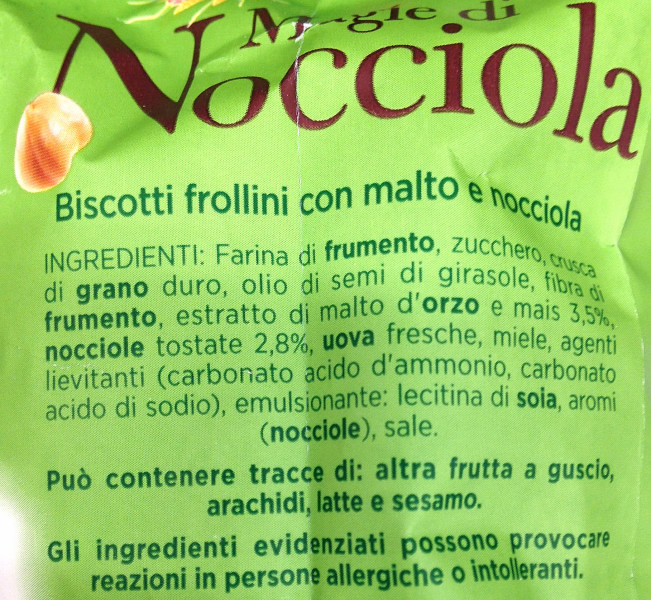 Magie di
Nocciola
Biscotti frollini con malto e nocciola
INGREDIENTI: Farina di frumento, zucchero, crusca
di grano duro, olio di semi di girasole, fibra di
frumento, estratto di malto d'orzo e mais 3,5%,
nocciole tostate 2,8%, uova fresche, miele, agenti
lievitanti (carbonato acido d'ammonio, carbonato
acido di sodio), emulsionante: lecitina di soia, aromi
(nocciole), sale.
Può contenere tracce di: altra frutta a guscio,
arachidi, latte e sesamo.
Gli ingredienti evidenziati possono provocare
reazioni in persone allergiche o intolleranti.